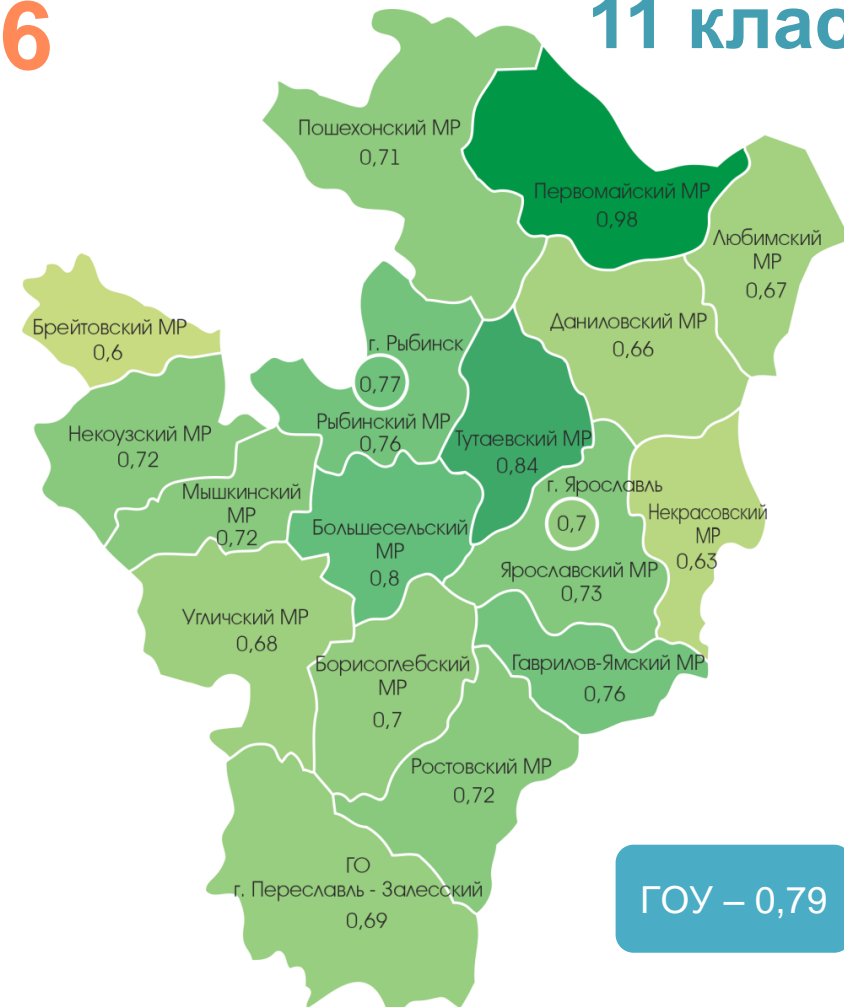 6
11 клас
Пошехонский МР
0,71
Первомайский МР
0,98
Любимский
МР
0,67
Брейтовский МР
0,6
г. Рыбинск
0,77
Рыбинский МР
0,76
Даниловский МР
0,66
Некоузский МР
0,72
Тутаевский МР
0,84
Мышкинский
МР
0,72
г. Ярославль
0,7
Большесельский
МР
0,8
Некрасовский
МР
0,63
Ярославский МР
0,73
Угличский МР
0,68
Борисоглебский
МР
0,7
Гаврилов-Ямский МР
0,76
Ростовский МР
0,72
ГО
г. Переславль - Залесский
0,69
ГОУ – 0,79